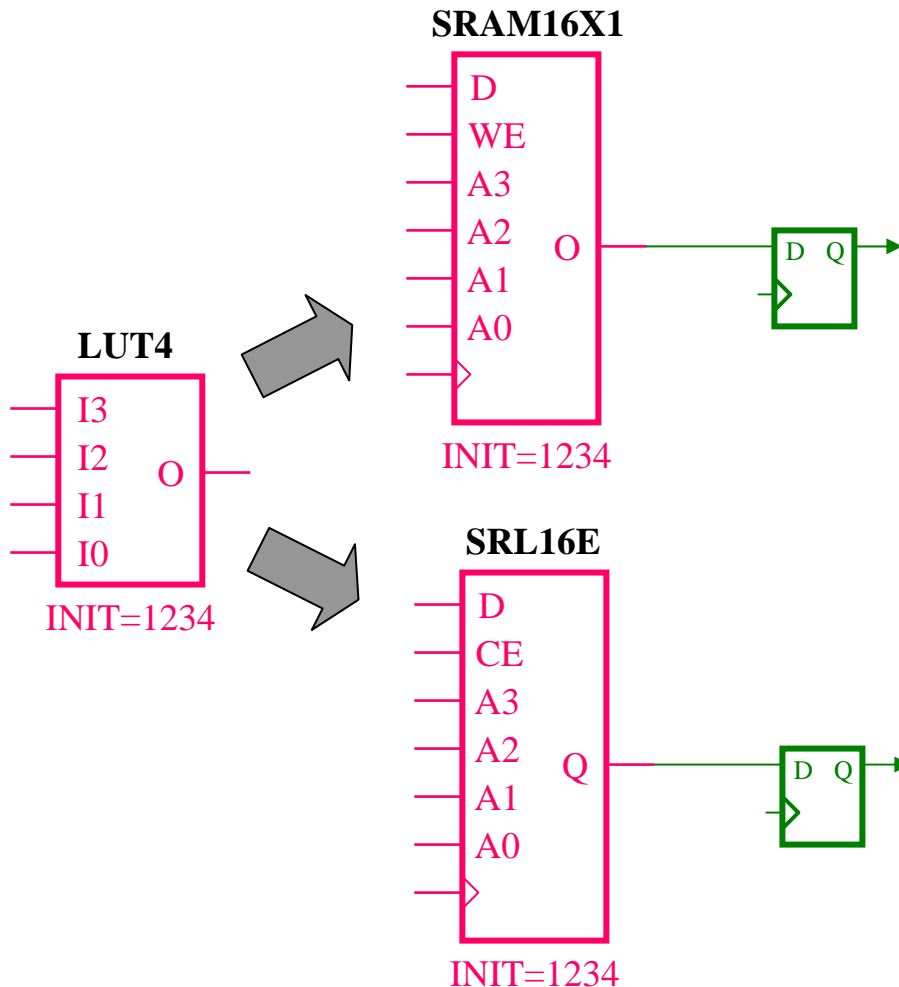 SRAM16X1
D
WE
A3
A2
A1
A0
O
INIT=1234
D Q
LUT4
I3
I2
I1
I0
O
INIT=1234
SRL16E
D
CE
A3
A2
A1
A0
Q
INIT=1234
D Q